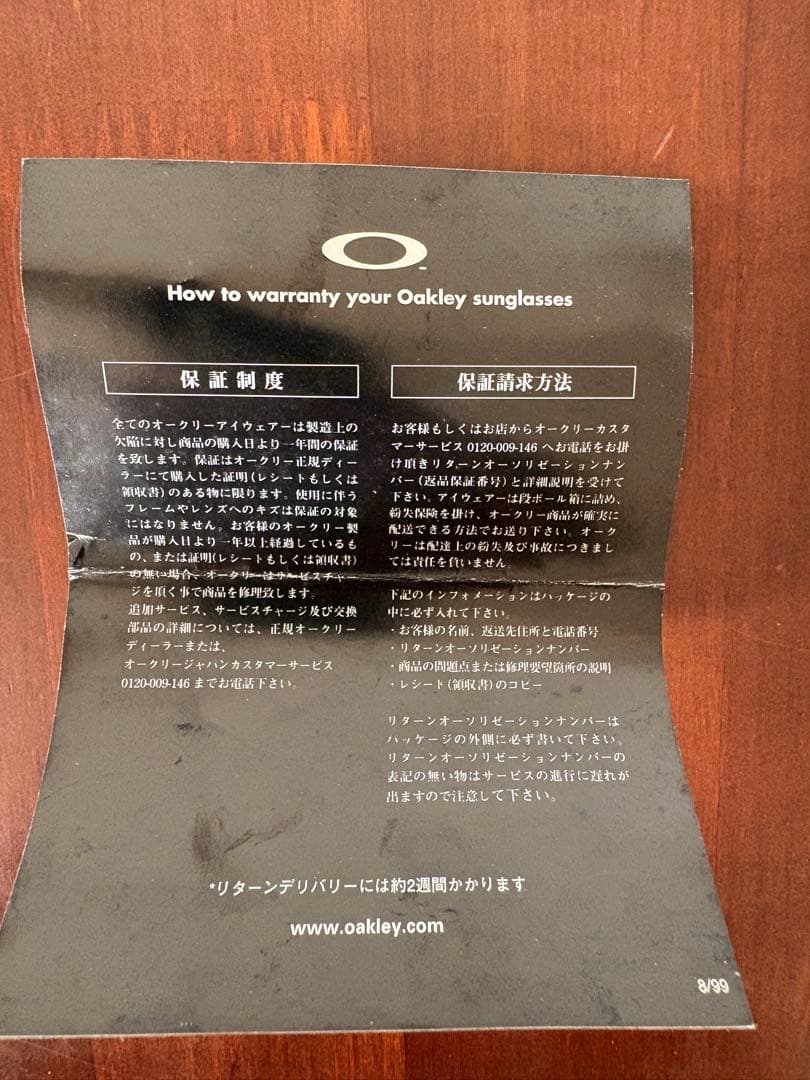 How to warranty your Oakley sunglasses
保証制度
全てのオークリーアイウェアーは製造上の
欠陥に対し商品の購入日より一年間の保証
を致します。保証はオークリー正規ディー
ラーにて購入した証明(レシートもしくは
領収書)のある物に限ります。使用に伴う
フレームやレンズへのキズは保証の対象
にはなりません。お客様のオークリー製
品が購入日より一年以上経過しているも
の、または証明(レシートもしくは領収書)
の無い場合、オークリーはサービスチャー
ジを頂く事で商品を修理致します。
追加サービス、サービスチャージ及び交換
部品の詳細については、正規オークリー
ディーラーまたは、
オークリージャパンカスタマーサービス
0120-009-146 までお電話下さい。
保証請求方法
お客様もしくはお店からオークリーカスタ
マーサービス 0120-009-146 へお電話をお掛
け頂きリターンオーソリゼーションナン
バー(返品保証番号)と詳細説明を受けて
下さい。アイウェアーは段ボール箱に詰め、
紛失保険を掛け、オークリー商品が確実に
配送できる方法でお送り下さい。オーク
リーは配達上の紛失及び事故につきまし
ては責任を負いません。
下記のインフォメーションはパッケージの
中に必ず入れて下さい。
・お客様の名前、返送先住所と電話番号
・リターンオーソリゼーションナンバー
・商品の問題点または修理要望箇所の説明
・レシート(領収書)のコピー
リターンオーソリゼーションナンバーは
パッケージの外側に必ず書いて下さい。
リターンオーソリゼーションナンバーの
表記の無い物はサービスの進行に遅れが
出ますので注意して下さい。
*リターンデリバリーには約2週間かかります
www.oakley.com
8/99